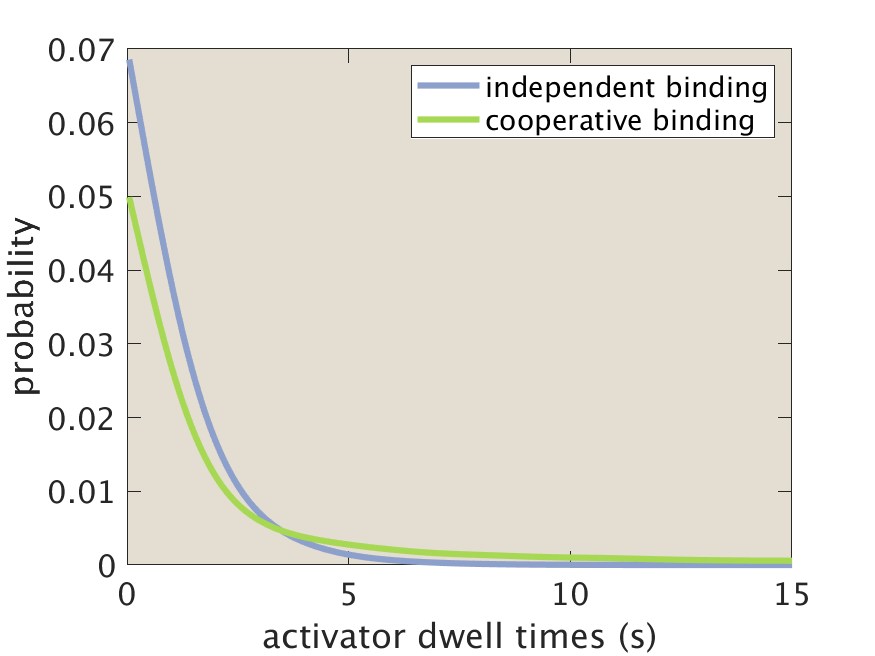 0.07
0.06
0.05
0.04
0.03
0.02
0.01
0
probability
independent binding
cooperative binding
0 5 10 15
activator dwell times (s)